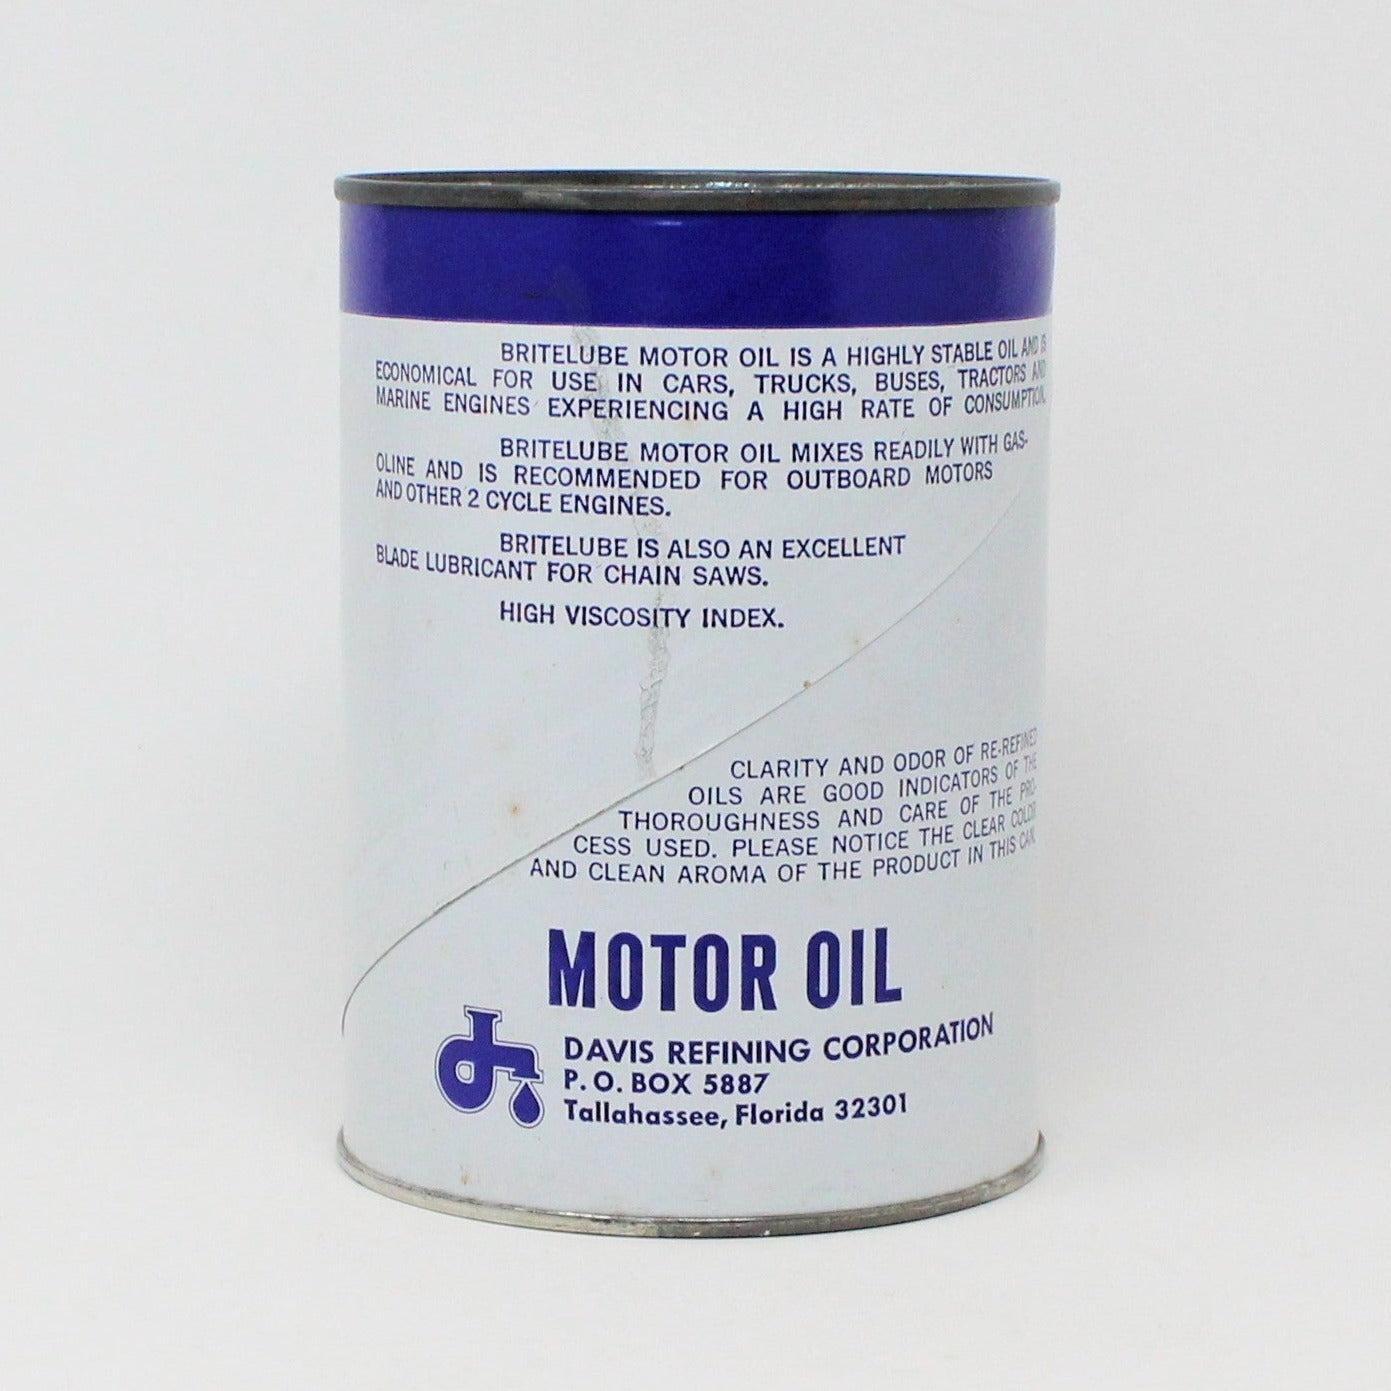 BRITELUBE MOTOR OIL IS A HIGHLY STABLE OIL AND IS
ECONOMICAL FOR USE IN CARS, TRUCKS, BUSES, TRACTORS AND
MARINE ENGINES EXPERIENCING A HIGH RATE OF CONSUMPTION.
BRITELUBE MOTOR OIL MIXES READILY WITH GAS-
OLINE AND IS RECOMMENDED FOR OUTBOARD MOTORS
AND OTHER 2 CYCLE ENGINES.
BRITELUBE IS ALSO AN EXCELLENT
BLADE LUBRICANT FOR CHAIN SAWS.
HIGH VISCOSITY INDEX.
CLARITY AND ODOR OF RE-REFINED
OILS ARE GOOD INDICATORS OF THE
THOROUGHNESS AND CARE OF THE PRO-
CESS USED. PLEASE NOTICE THE CLEAR COLOR
AND CLEAN AROMA OF THE PRODUCT IN THIS CAN.
MOTOR OIL
DAVIS REFINING CORPORATION
P. O. BOX 5887
Tallahassee, Florida 32301